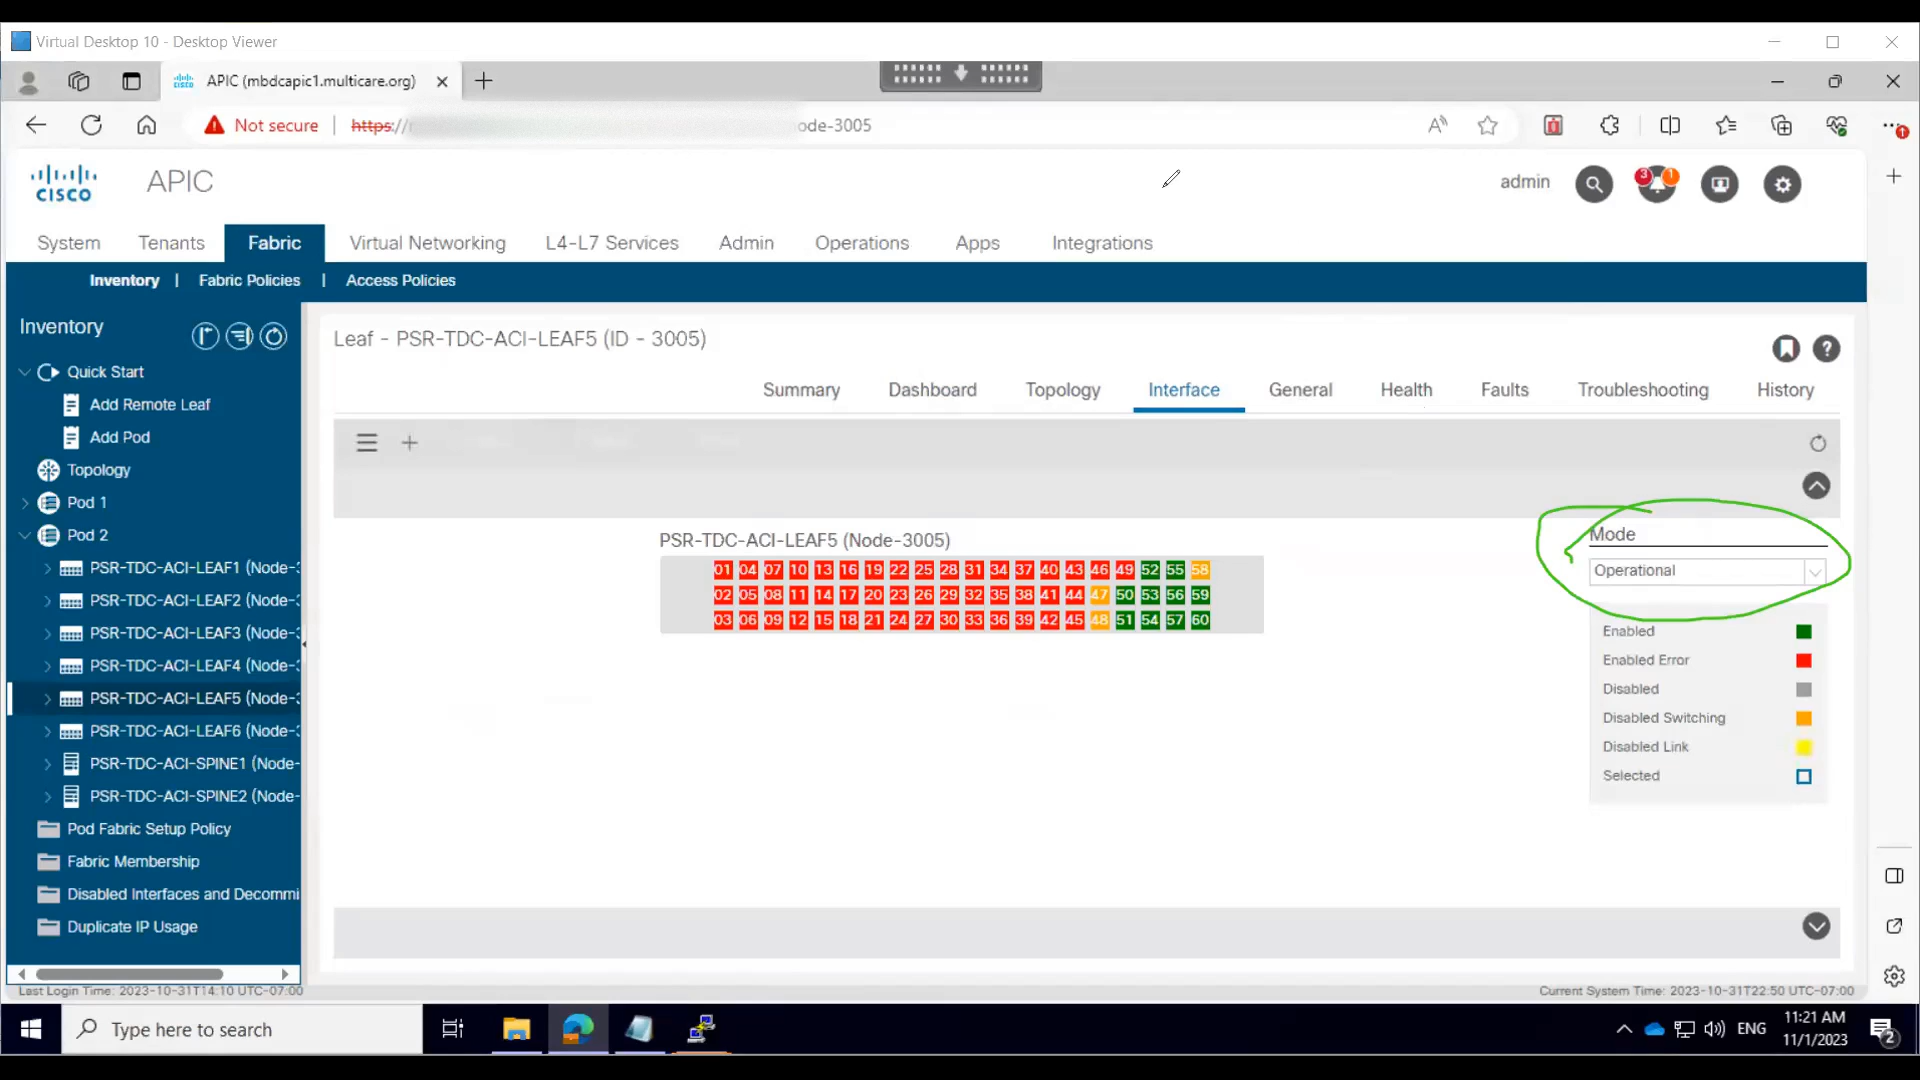 Virtual Desktop 10 - Desktop Viewer
APIC (mbdcapic1.multicare.org)
Not secure https:// ode-3005
CISCO APIC
admin 3 1
System Tenants Fabric Virtual Networking L4-L7 Services Admin Operations Apps Integrations
Inventory | Fabric Policies | Access Policies
Inventory
Quick Start
Add Remote Leaf
Add Pod
Topology
Pod 1
Pod 2
PSR-TDC-ACI-LEAF1 (Node-3
PSR-TDC-ACI-LEAF2 (Node-3
PSR-TDC-ACI-LEAF3 (Node-3
PSR-TDC-ACI-LEAF4 (Node-3
PSR-TDC-ACI-LEAF5 (Node-3
PSR-TDC-ACI-LEAF6 (Node-3
PSR-TDC-ACI-SPINE1 (Node-
PSR-TDC-ACI-SPINE2 (Node-
Pod Fabric Setup Policy
Fabric Membership
Disabled Interfaces and Decommi
Duplicate IP Usage
Leaf - PSR-TDC-ACI-LEAF5 (ID - 3005)
Summary Dashboard Topology Interface General Health Faults Troubleshooting History
PSR-TDC-ACI-LEAF5 (Node-3005)
01 04 07 10 13 16 19 22 25 28 31 34 37 40 43 46 49 52 55 58
02 05 08 11 14 17 20 23 26 29 32 35 38 41 44 47 50 53 56 59
03 06 09 12 15 18 21 24 27 30 33 36 39 42 45 48 51 54 57 60
Mode
Operational
Enabled
Enabled Error
Disabled
Disabled Switching
Disabled Link
Selected
Last Login Time: 2023-10-31T14:10 UTC-07:00
Current System Time: 2023-10-31T22:50 UTC-07:00
Type here to search
ENG
11:21 AM
11/1/2023
2